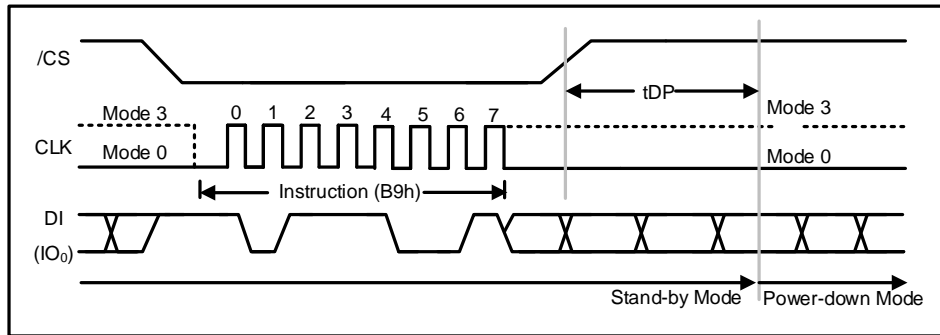 /CS
tDP
Mode 3 0 1 2 3 4 5 6 7 Mode 3
CLK
Mode 0 Mode 0
Instruction (B9h)
DI
(IO₀)
Stand-by Mode Power-down Mode